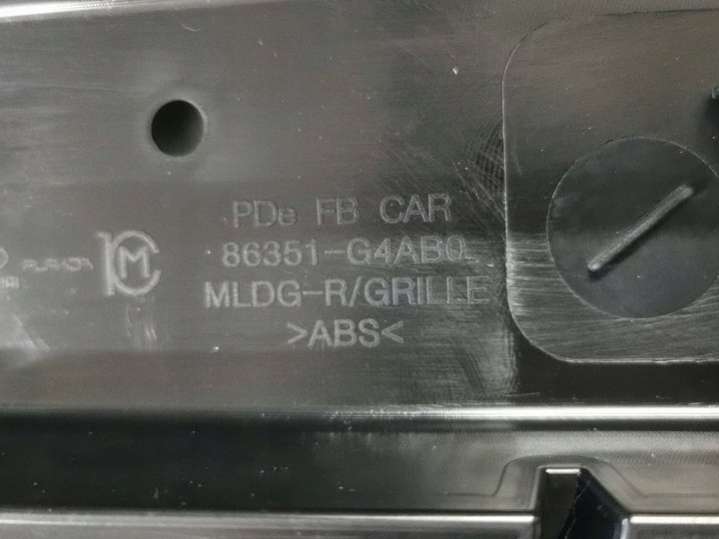 PDe FB CAR
86351-G4AB0
MLDG-R/GRILLE
>ABS<